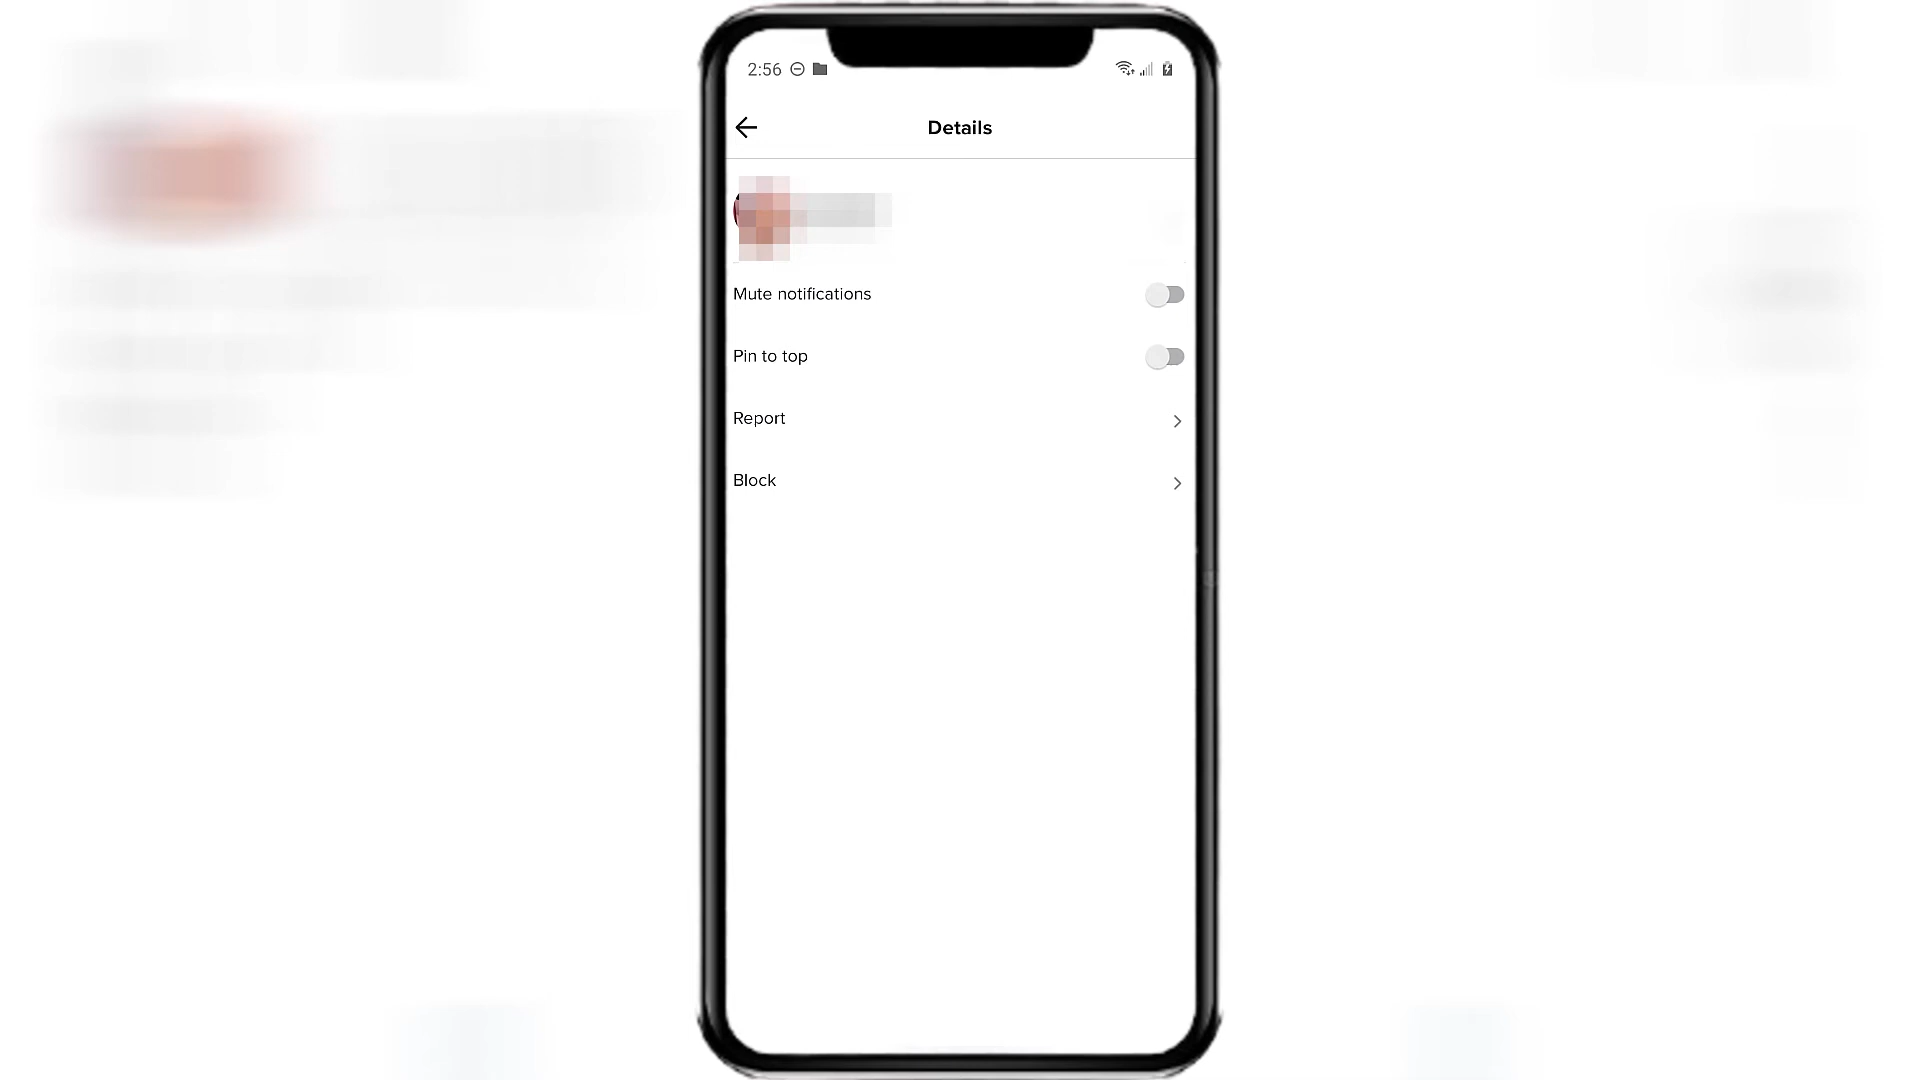 2:56
Details
Mute notifications
Pin to top
Report
Block